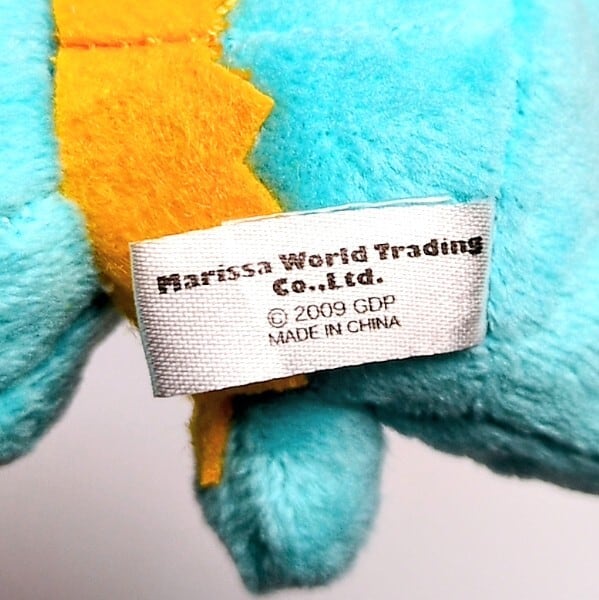 Marissa World Trading
Co.,Ltd.
© 2009 GDP
MADE IN CHINA